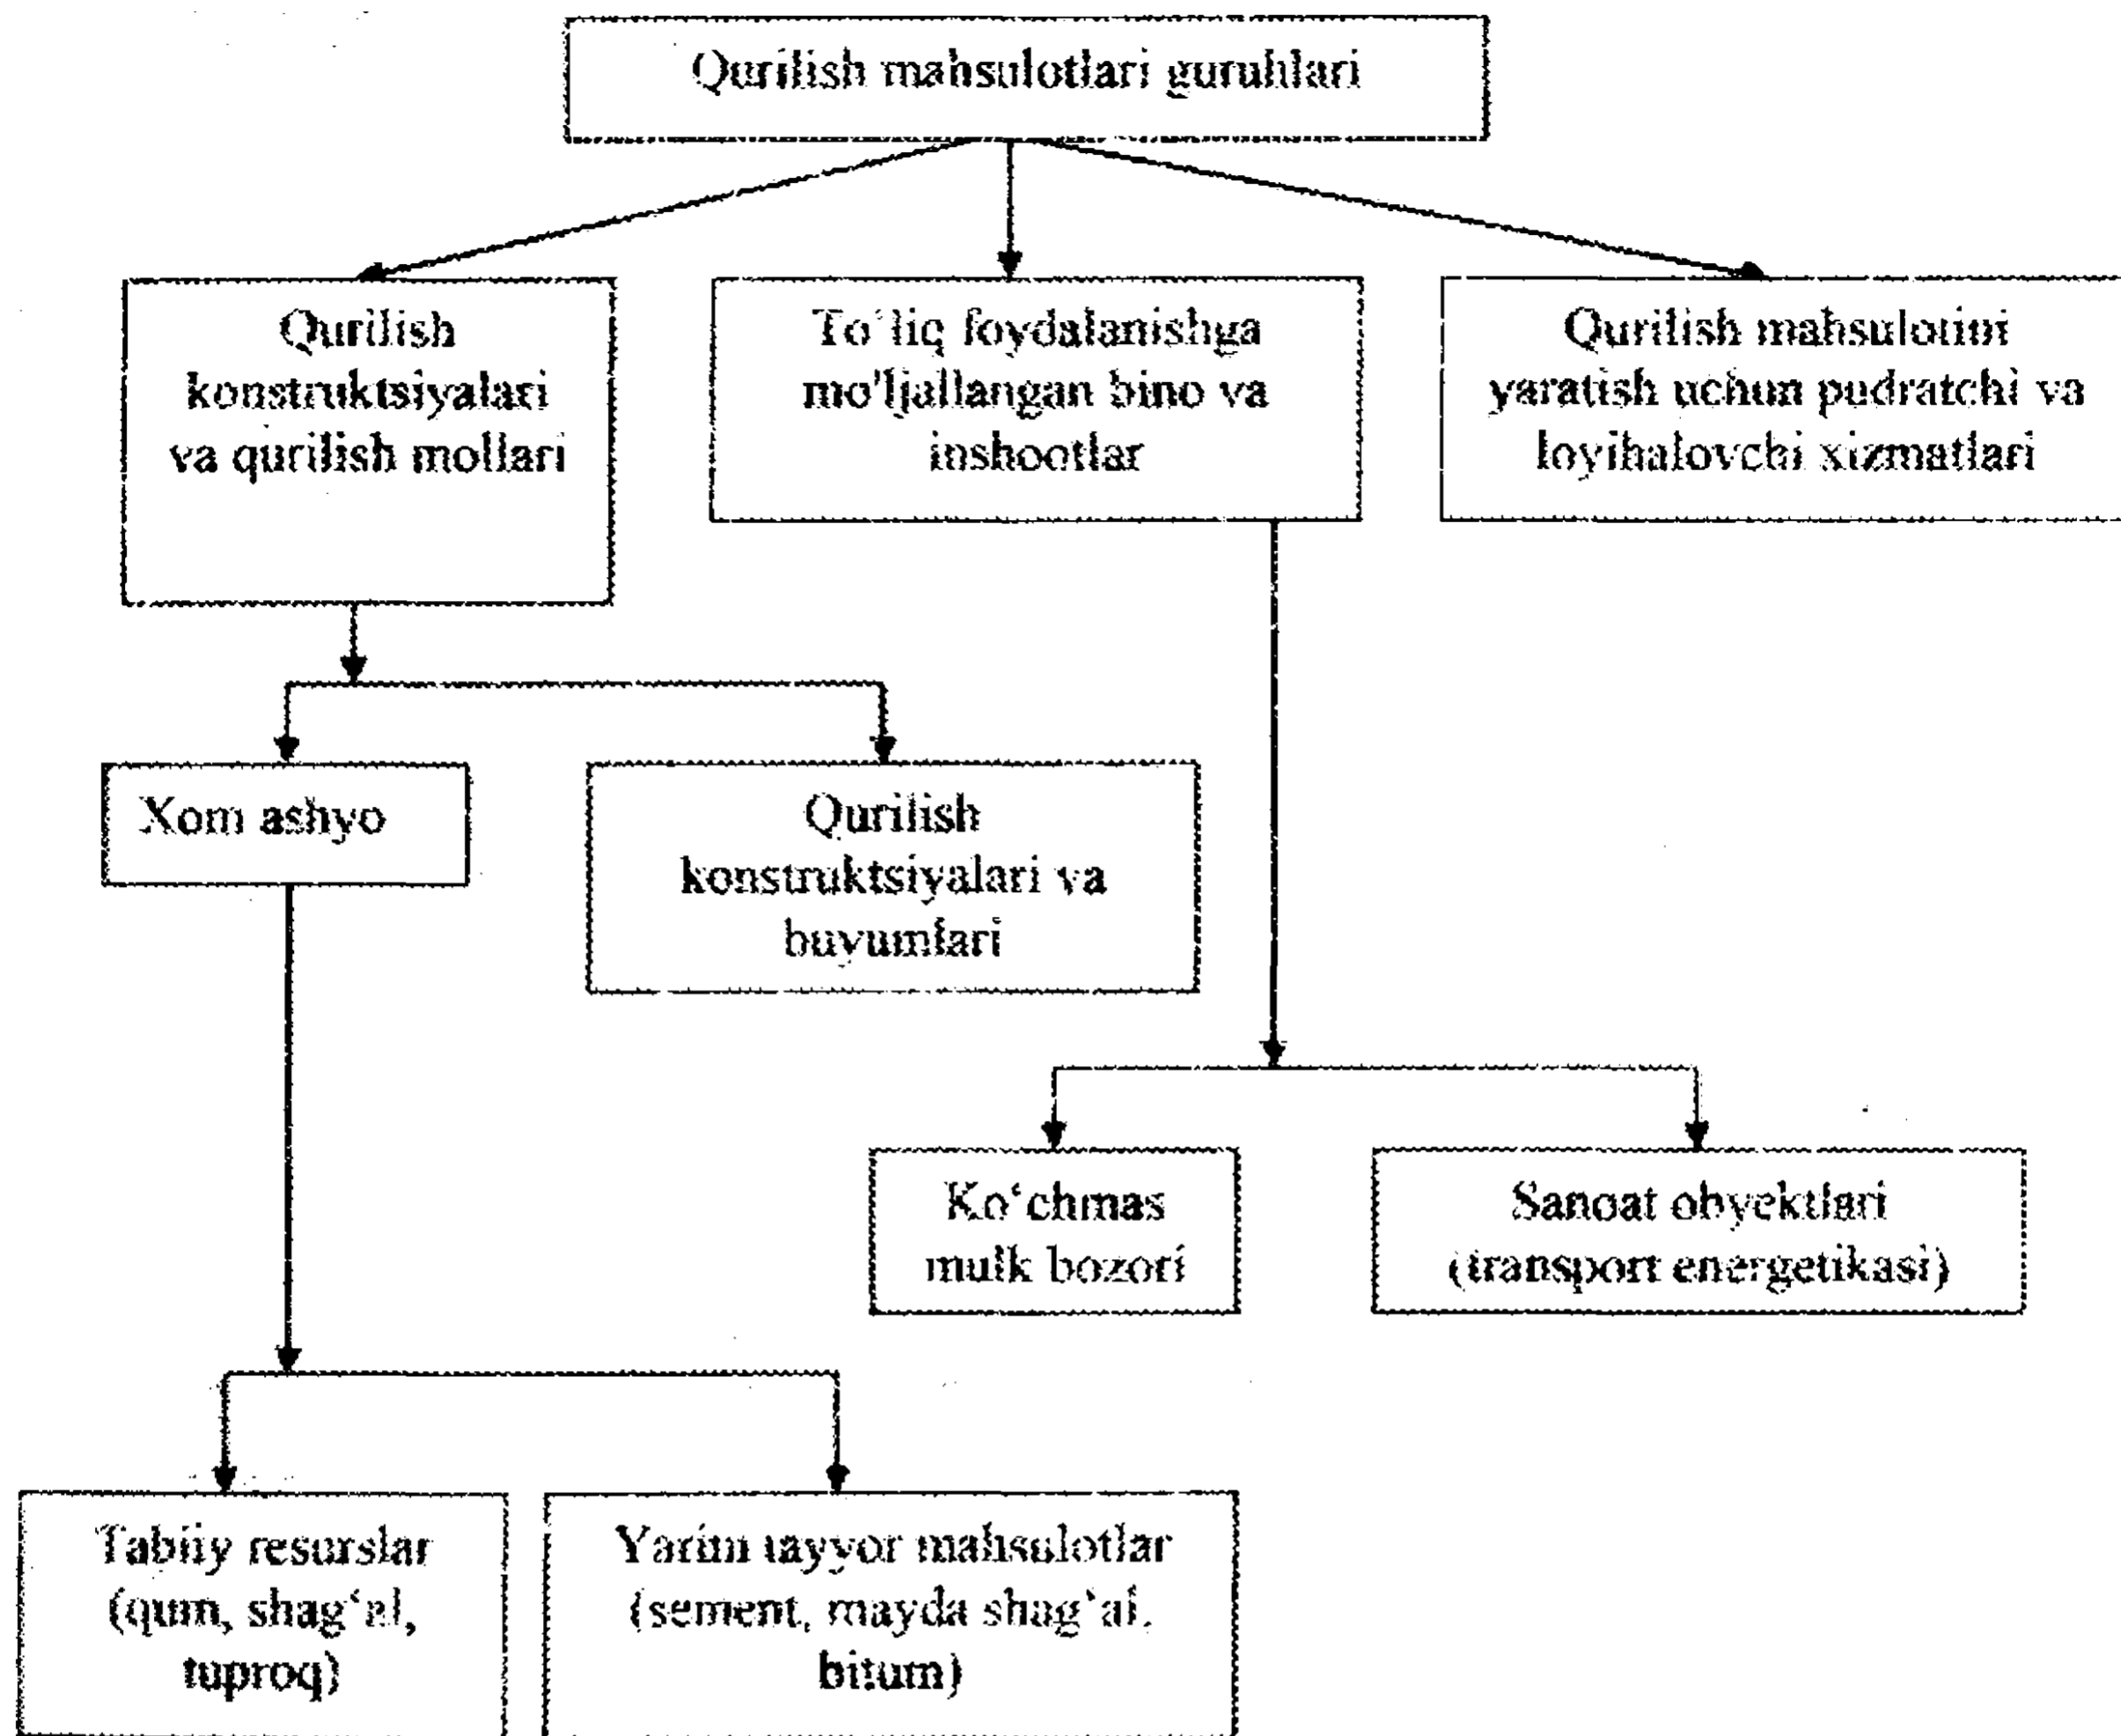 Qurilish mahsulotlari guruhlari
Qurilish
konstruktsiyalari
va qurilish mollari
To‘liq foydalanishga
mo'ljallangan bino va
inshootlar
Qurilish mahsulotini
yaratish uchun pudratchi va
loyihalovchi xizmatlari
Xom ashyo
Qurilish
konstruktsiyalari va
buyumlari
Ko‘chmas
mulk bozori
Sanoat obyektlari
(transport energetikasi)
Tabiiy resurslar
(qum, shag‘al,
tuproq)
Yarim tayyor mahsulotlar
(sement, mayda shag‘al,
bitum)